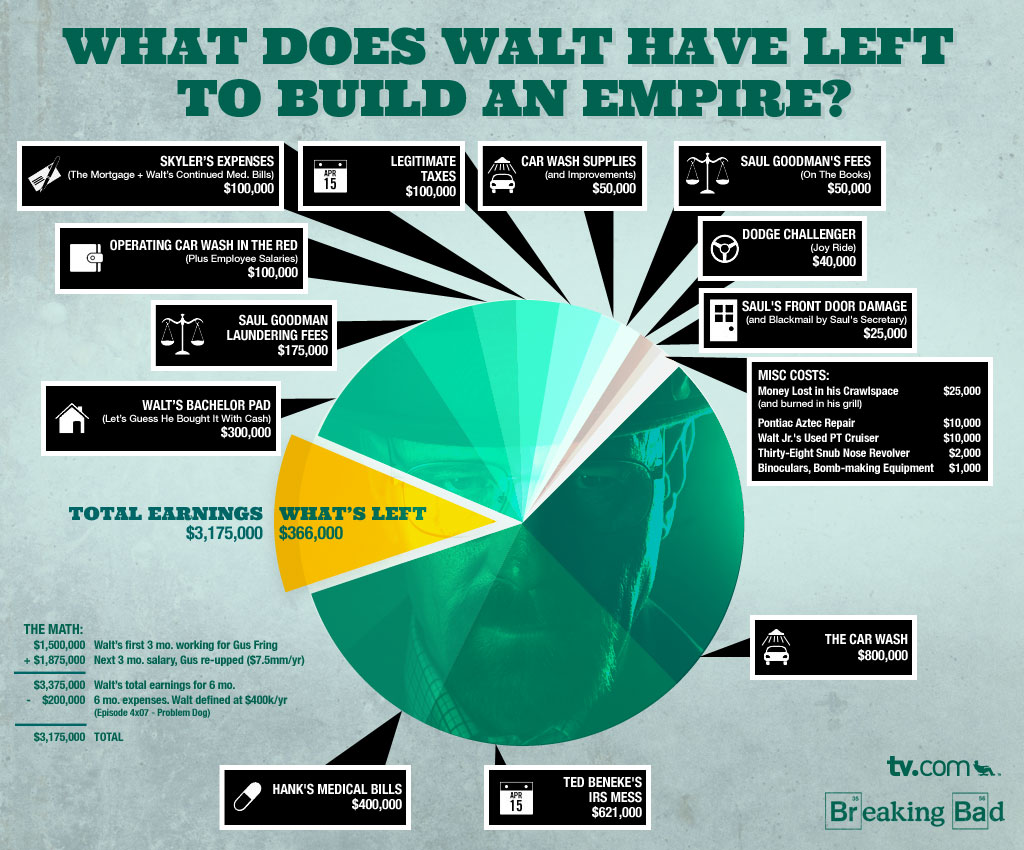 WHAT DOES WALT HAVE LEFT
TO BUILD AN EMPIRE?
SKYLER'S EXPENSES
(The Mortgage + Walt's Continued Med. Bills)
$100,000
APR
15
LEGITIMATE
TAXES
$100,000
CAR WASH SUPPLIES
(and Improvements)
$50,000
SAUL GOODMAN'S FEES
(On The Books)
$50,000
OPERATING CAR WASH IN THE RED
(Plus Employee Salaries)
$100,000
DODGE CHALLENGER
(Joy Ride)
$40,000
SAUL GOODMAN
LAUNDERING FEES
$175,000
SAUL'S FRONT DOOR DAMAGE
(and Blackmail by Saul's Secretary)
$25,000
WALT'S BACHELOR PAD
(Let's Guess He Bought It With Cash)
$300,000
MISC COSTS:
Money Lost in his Crawlspace $25,000
(and burned in his grill)
Pontiac Aztec Repair $10,000
Walt Jr.'s Used PT Cruiser $10,000
Thirty-Eight Snub Nose Revolver $2,000
Binoculars, Bomb-making Equipment $1,000
TOTAL EARNINGS
$3,175,000
WHAT'S LEFT
$366,000
THE MATH:
$1,500,000 Walt's first 3 mo. working for Gus Fring
+ $1,875,000 Next 3 mo. salary, Gus re-upped ($7.5mm/yr)
$3,375,000 Walt's total earnings for 6 mo.
- $200,000 6 mo. expenses. Walt defined at $400k/yr
(Episode 4x07 - Problem Dog)
$3,175,000 TOTAL
THE CAR WASH
$800,000
HANK'S MEDICAL BILLS
$400,000
APR
15
TED BENEKE'S
IRS MESS
$621,000
tv.com
35
56
Breaking Bad